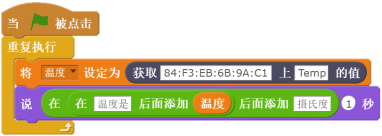 当 被点击
重复执行
将 温度 设定为 获取 84:F3:EB:6B:9A:C1 上 Temp 的值
说 在 在 温度是 后面添加 温度 后面添加 摄氏度 1 秒